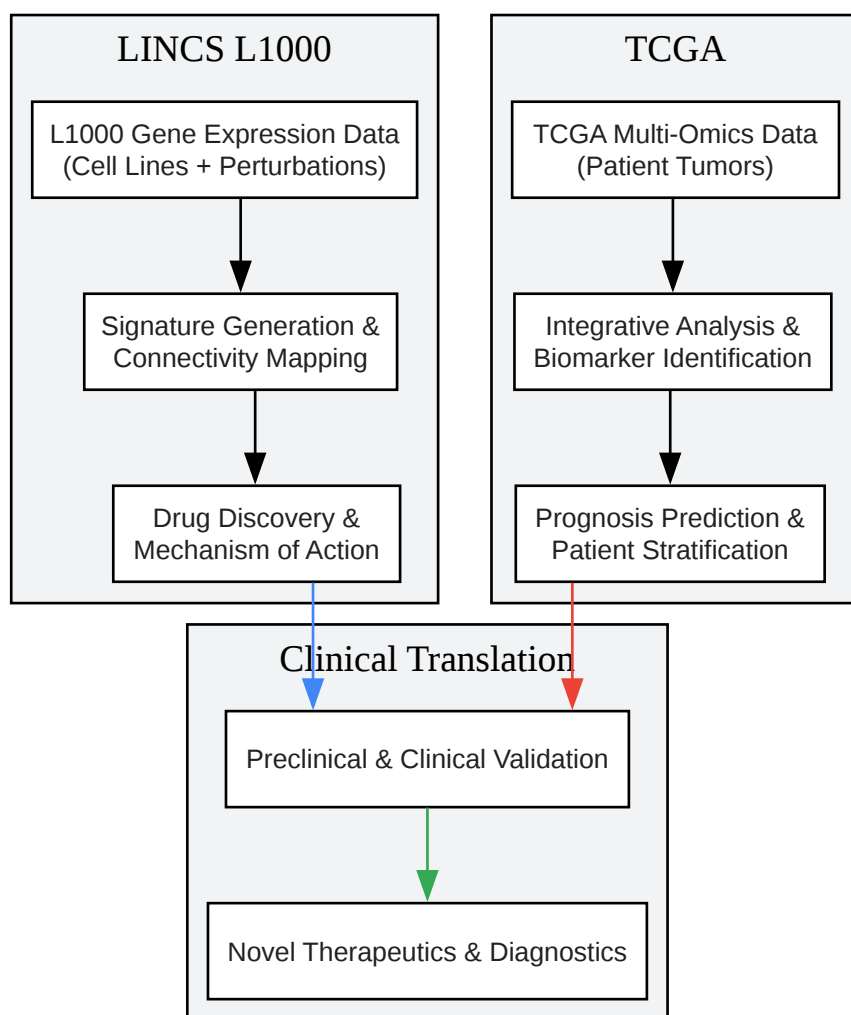 LINCS L1000
L1000 Gene Expression Data
(Cell Lines + Perturbations)
Signature Generation &
Connectivity Mapping
Drug Discovery &
Mechanism of Action
TCGA
TCGA Multi-Omics Data
(Patient Tumors)
Integrative Analysis &
Biomarker Identification
Prognosis Prediction &
Patient Stratification
Clinical Translation
Preclinical & Clinical Validation
Novel Therapeutics & Diagnostics